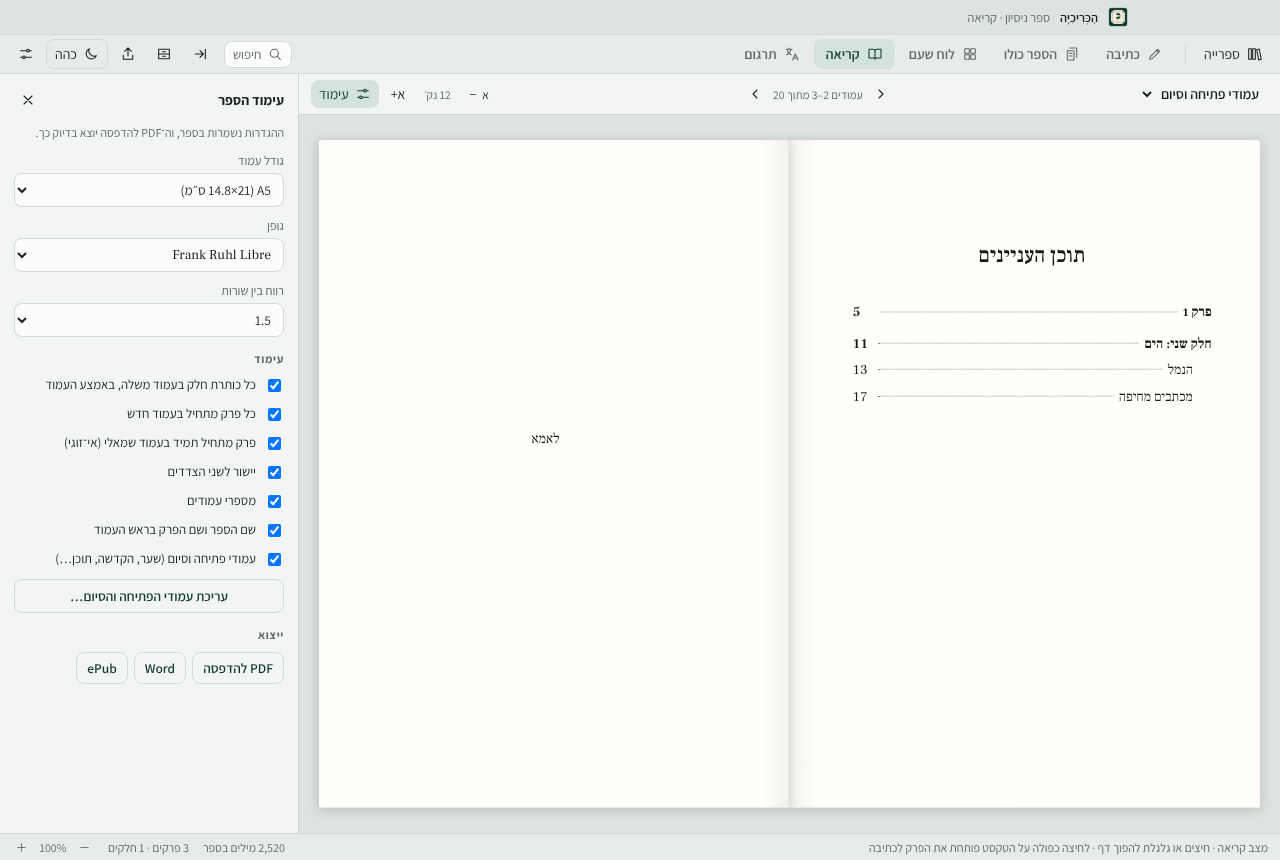 הַכְּרִיכִיָּה ספר ניסיון · קריאה
ספרייה כתיבה הספר כולו לוח שעם קריאה תרגום חיפוש כהה
עמודי פתיחה וסיום עמודים 2–3 מתוך 20 א − 12 נק׳ א+ עימוד
תוכן העניינים
פרק 1 5
חלק שני: הים 11
הנמל 13
מכתבים מחיפה 17
לאמא
עימוד הספר
ההגדרות נשמרות בספר, וה־PDF להדפסה יוצא בדיוק כך.
גודל עמוד
A5 (14.8×21 ס״מ)
גופן
Frank Ruhl Libre
רווח בין שורות
1.5
עימוד
כל כותרת חלק בעמוד משלה, באמצע העמוד
כל פרק מתחיל בעמוד חדש
פרק מתחיל תמיד בעמוד שמאלי (אי־זוגי)
יישור לשני הצדדים
מספרי עמודים
שם הספר ושם הפרק בראש העמוד
עמודי פתיחה וסיום (שער, הקדשה, תוכן…)
עריכת עמודי הפתיחה והסיום…
ייצוא
PDF להדפסה Word ePub
מצב קריאה · חיצים או גלגלת להפוך דף · לחיצה כפולה על הטקסט פותחת את הפרק לכתיבה
2,520 מילים בספר 3 פרקים · 1 חלקים − 100% +